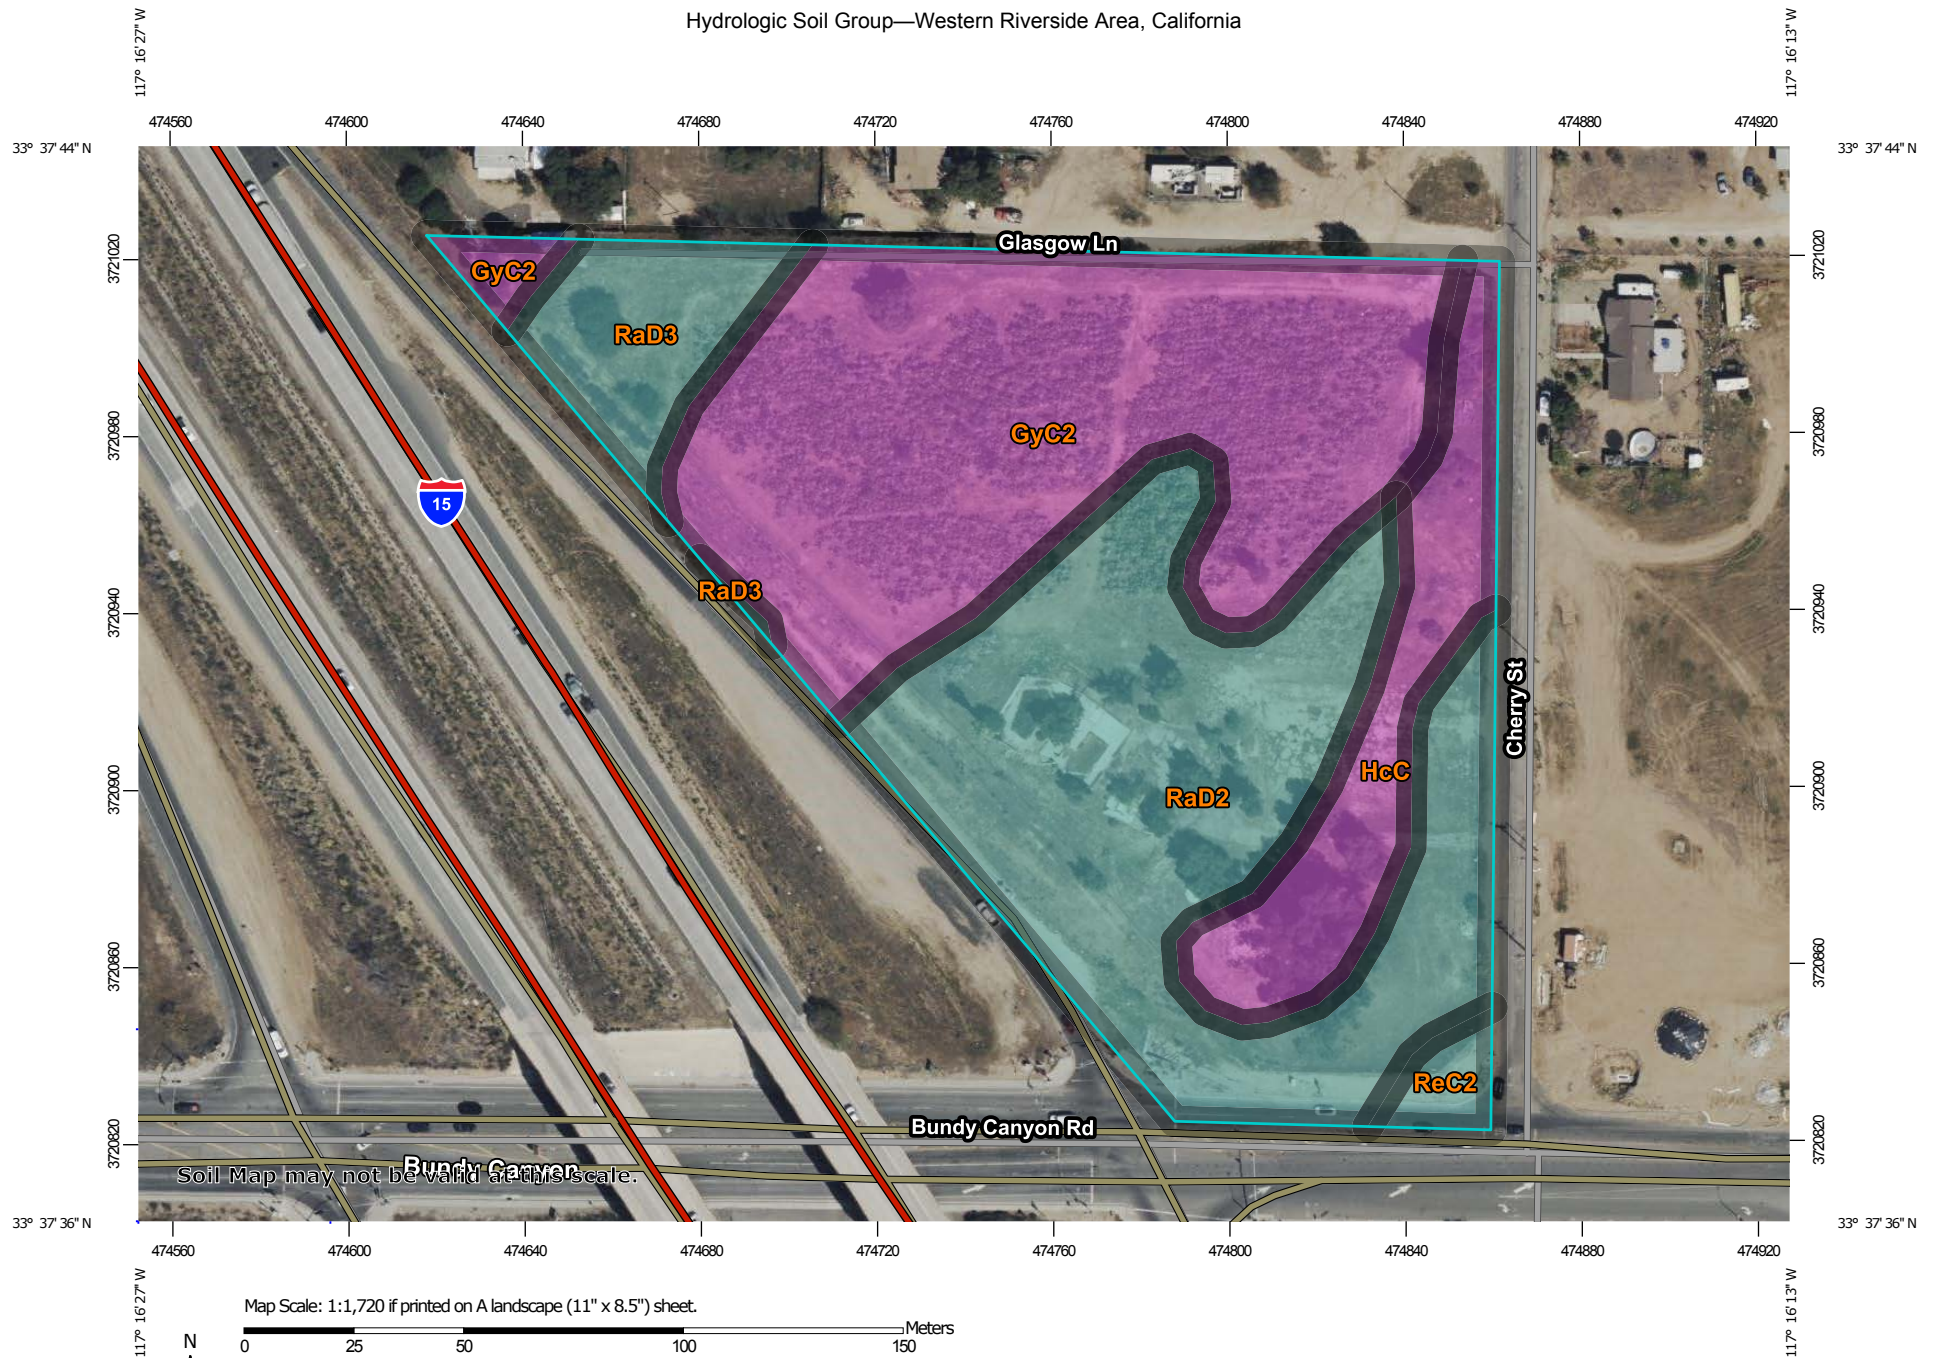 Hydrologic Soil Group—Western Riverside Area, California
117° 16' 27" W
117° 16' 13" W
474560 474600 474640 474680 474720 474760 474800 474840 474880 474920
33° 37' 44" N
33° 37' 44" N
Glasgow Ln
3721020
3721020
GyC2
RaD3
3720980
3720980
GyC2
15
RaD3
3720940
3720940
Cherry St
HcC
RaD2
3720900
3720900
3720860
3720860
ReC2
Bundy Canyon Rd
3720820
3720820
Bundy Canyon
Soil Map may not be valid at this scale.
33° 37' 36" N
33° 37' 36" N
474560 474600 474640 474680 474720 474760 474800 474840 474880 474920
117° 16' 27" W
117° 16' 13" W
Map Scale: 1:1,720 if printed on A landscape (11" x 8.5") sheet.
Meters
N
0 25 50 100 150